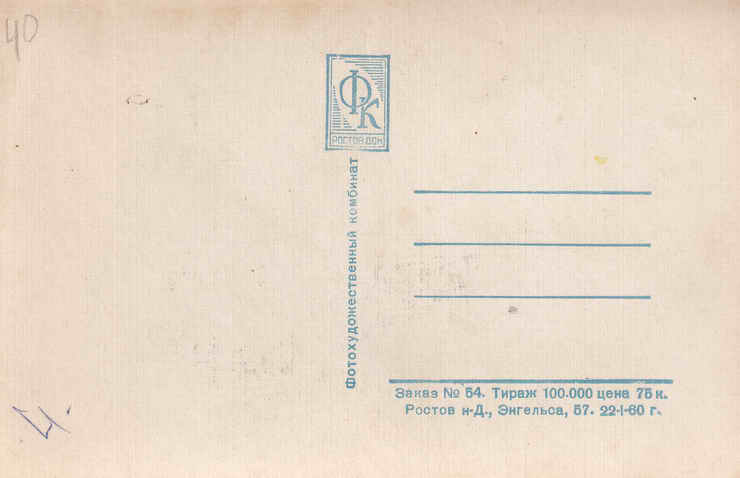 40
ФК
РОСТОВ ДОН
Фотохудожественный комбинат
Заказ № 54. Тираж 100.000 цена 75 к.
Ростов н-Д., Энгельса, 57. 22-I-60 г.